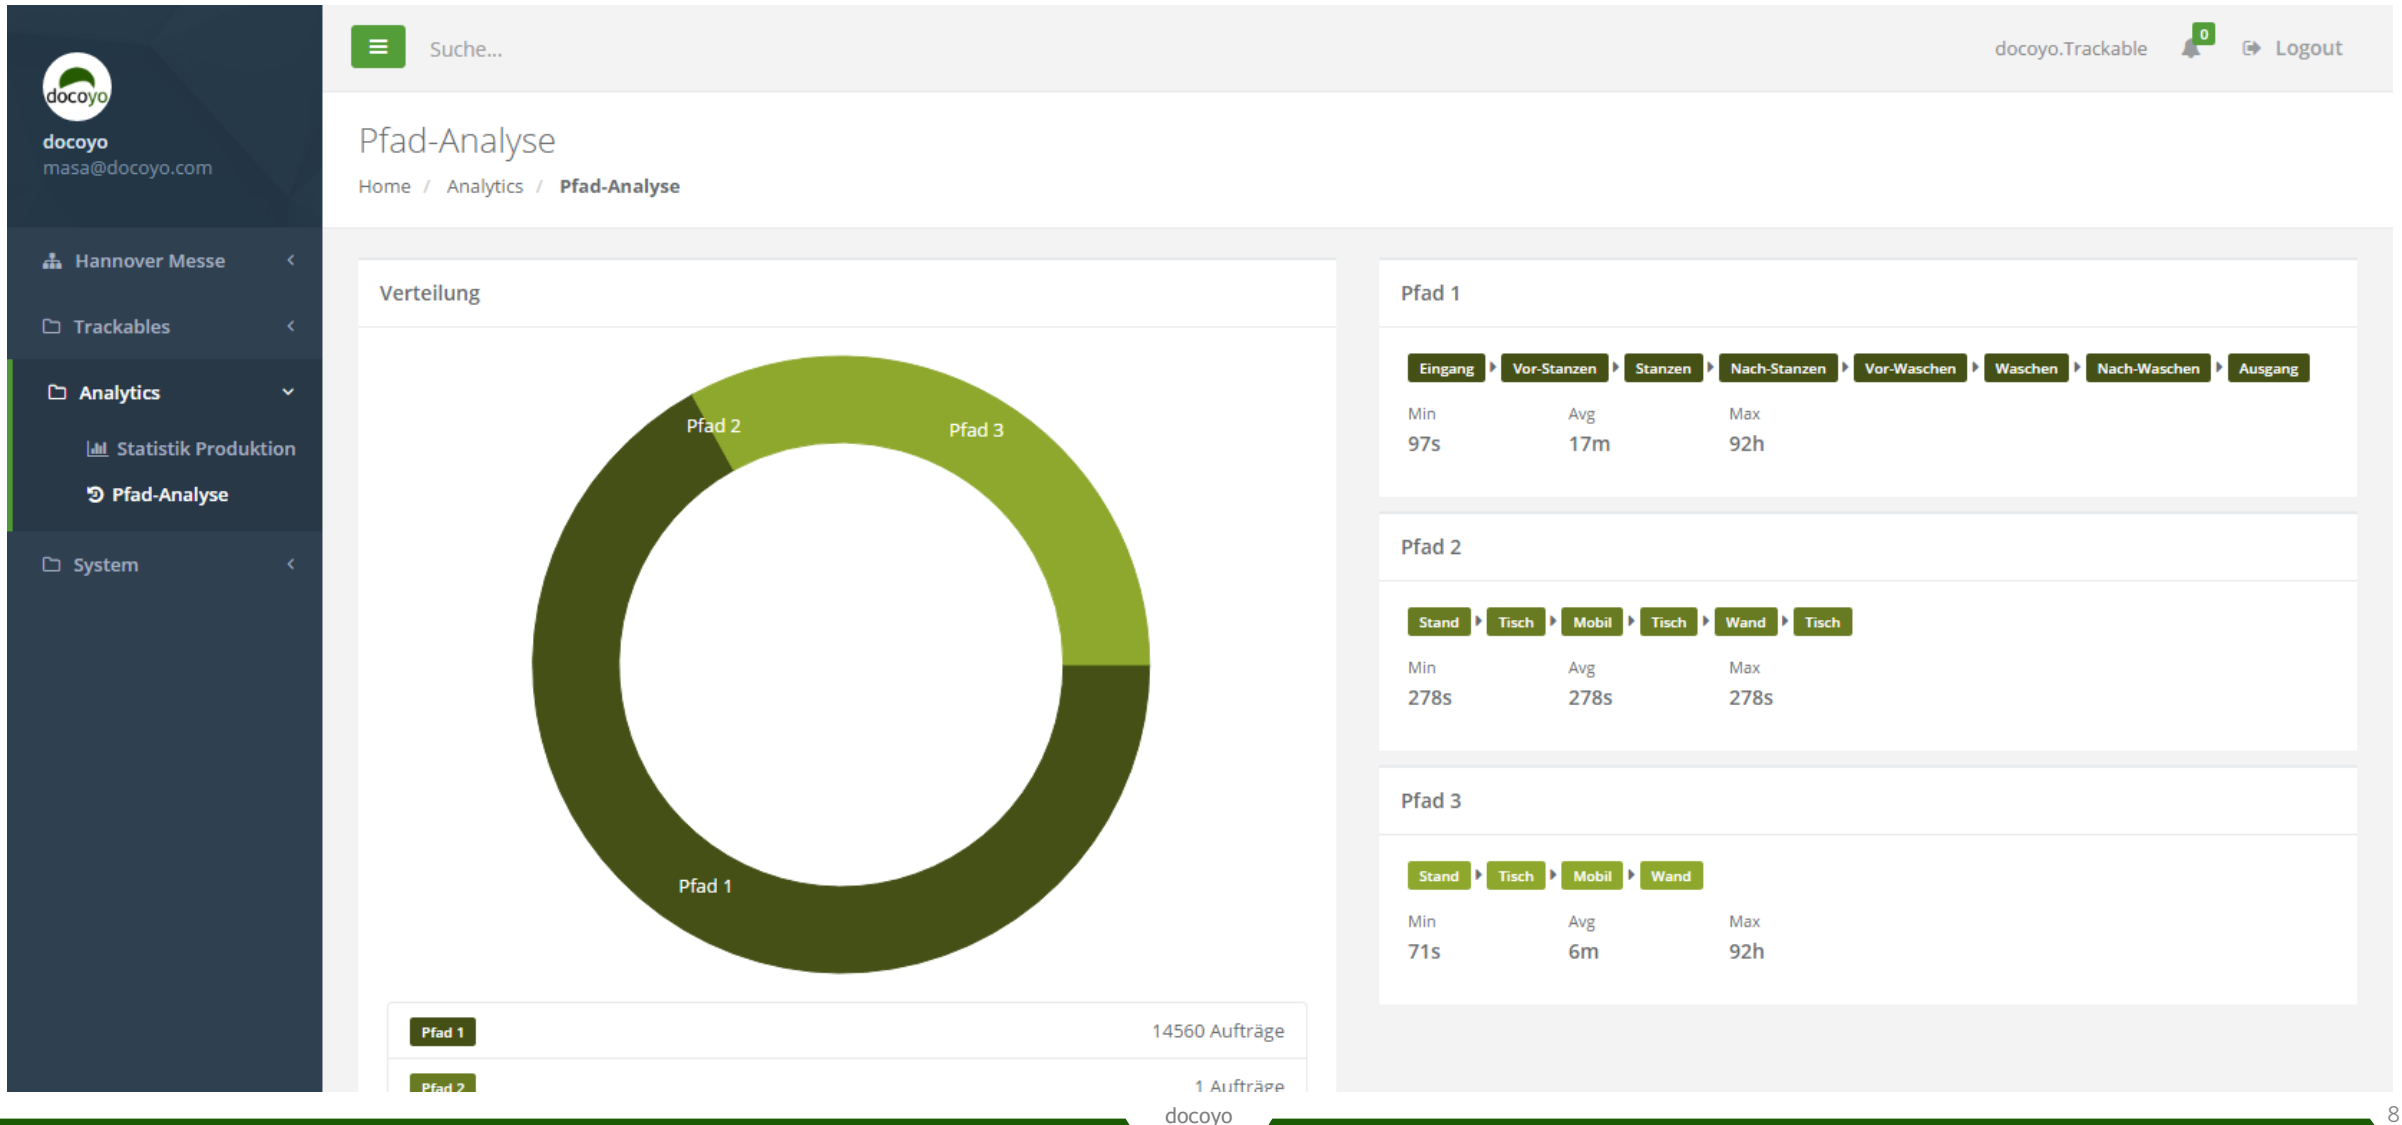 docoyo
docoyo
masa@docoyo.com
Hannover Messe
Trackables
Analytics
Statistik Produktion
Pfad-Analyse
System
Suche...
docoyo.Trackable
0
Logout
Pfad-Analyse
Home / Analytics / Pfad-Analyse
Verteilung
Pfad 2
Pfad 3
Pfad 1
Pfad 1 14560 Aufträge
Pfad 2 1 Aufträge
Pfad 1
Eingang Vor-Stanzen Stanzen Nach-Stanzen Vor-Waschen Waschen Nach-Waschen Ausgang
Min Avg Max
97s 17m 92h
Pfad 2
Stand Tisch Mobil Tisch Wand Tisch
Min Avg Max
278s 278s 278s
Pfad 3
Stand Tisch Mobil Wand
Min Avg Max
71s 6m 92h
docoyo
8